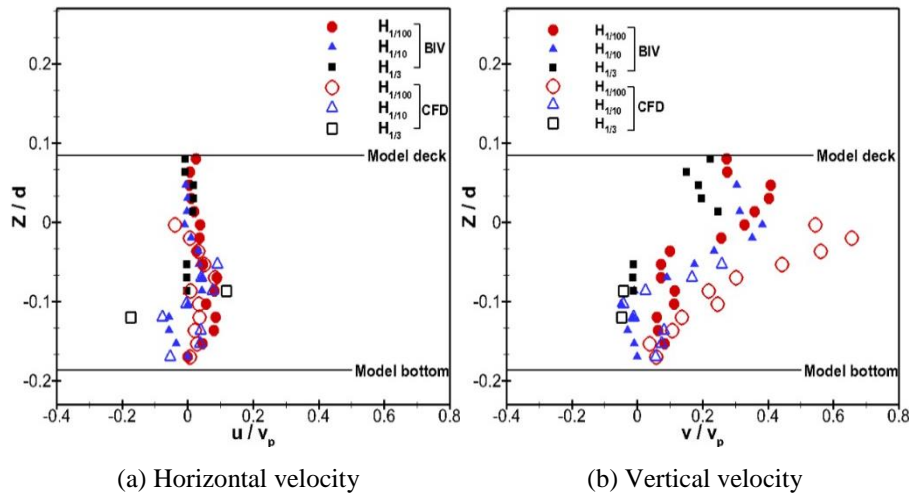 H1/100
H1/10 BIV
H1/3
H1/100
H1/10 CFD
H1/3
0.2
0.1
Model deck
Z / d
0
-0.1
Model bottom
-0.2
-0.4 -0.2 0 0.2 0.4 0.6 0.8
u / vp
(a) Horizontal velocity
H1/100
H1/10 BIV
H1/3
H1/100
H1/10 CFD
H1/3
0.2
0.1
Model deck
Z / d
0
-0.1
Model bottom
-0.2
-0.4 -0.2 0 0.2 0.4 0.6 0.8
v / vp
(b) Vertical velocity